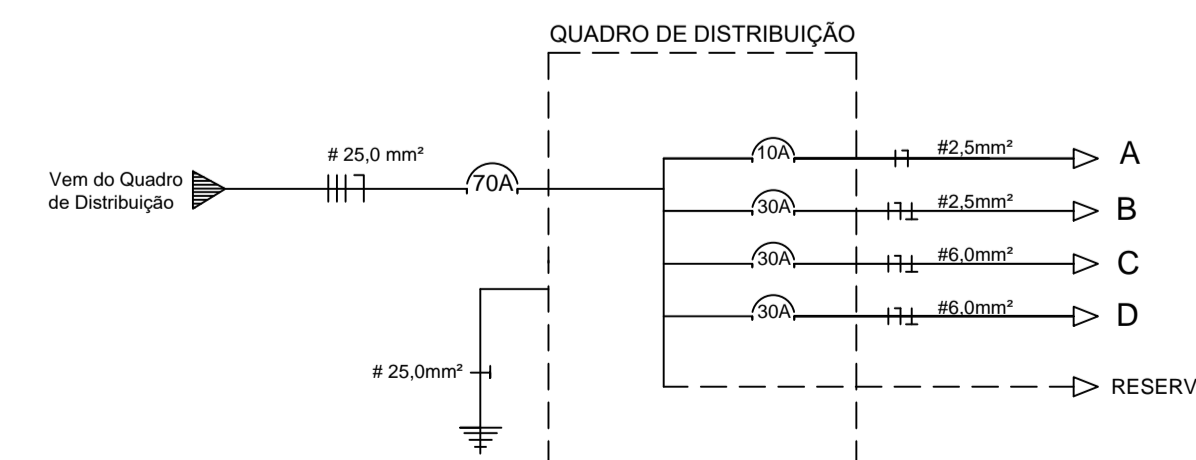 QUADRO DE DISTRIBUIÇÃO
# 25,0 mm²
Vem do Quadro
de Distribuição
70A
10A
#2,5mm²
A
30A
#2,5mm²
B
30A
#6,0mm²
C
30A
#6,0mm²
D
# 25,0mm²
RESERV